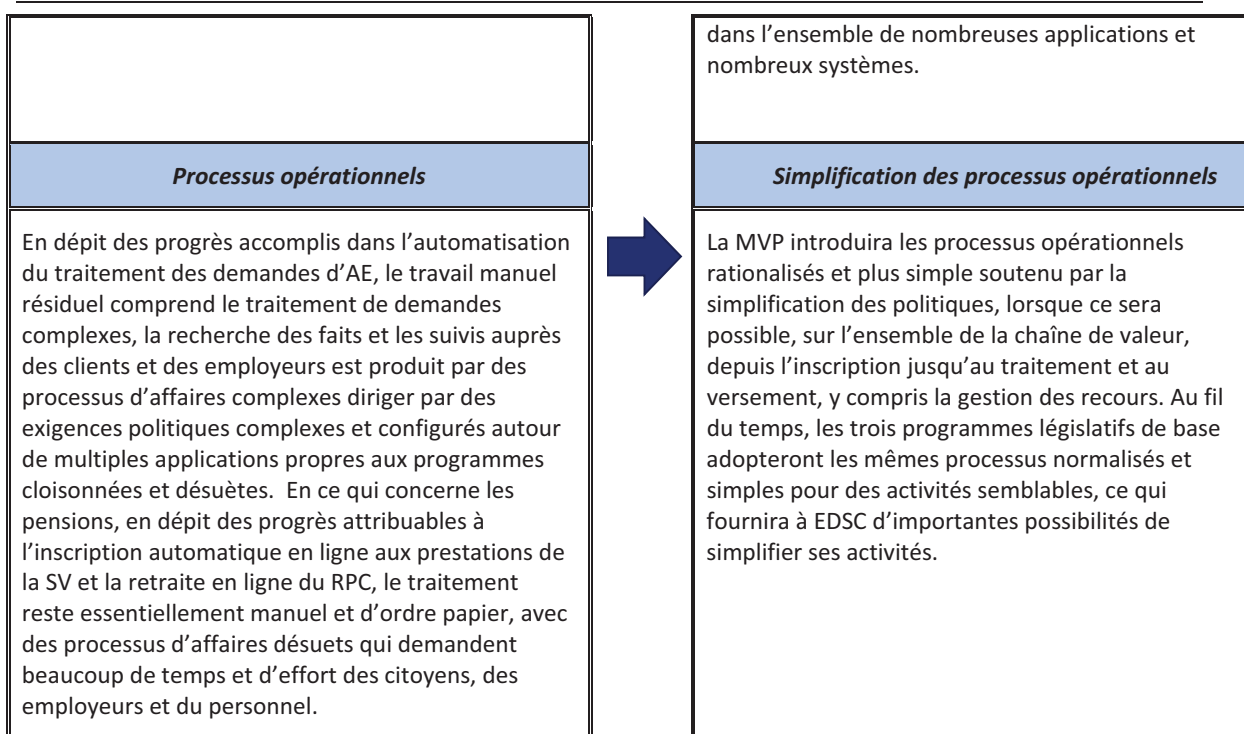 dans l’ensemble de nombreuses applications et
nombreux systèmes.
Processus opérationnels
En dépit des progrès accomplis dans l’automatisation
du traitement des demandes d’AE, le travail manuel
résiduel comprend le traitement de demandes
complexes, la recherche des faits et les suivis auprès
des clients et des employeurs est produit par des
processus d’affaires complexes diriger par des
exigences politiques complexes et configurés autour
de multiples applications propres aux programmes
cloisonnées et désuètes.  En ce qui concerne les
pensions, en dépit des progrès attribuables à
l’inscription automatique en ligne aux prestations de
la SV et la retraite en ligne du RPC, le traitement
reste essentiellement manuel et d’ordre papier, avec
des processus d’affaires désuets qui demandent
beaucoup de temps et d’effort des citoyens, des
employeurs et du personnel.
Simplification des processus opérationnels
La MVP introduira les processus opérationnels
rationalisés et plus simple soutenu par la
simplification des politiques, lorsque ce sera
possible, sur l’ensemble de la chaîne de valeur,
depuis l’inscription jusqu’au traitement et au
versement, y compris la gestion des recours. Au fil
du temps, les trois programmes législatifs de base
adopteront les mêmes processus normalisés et
simples pour des activités semblables, ce qui
fournira à EDSC d’importantes possibilités de
simplifier ses activités.